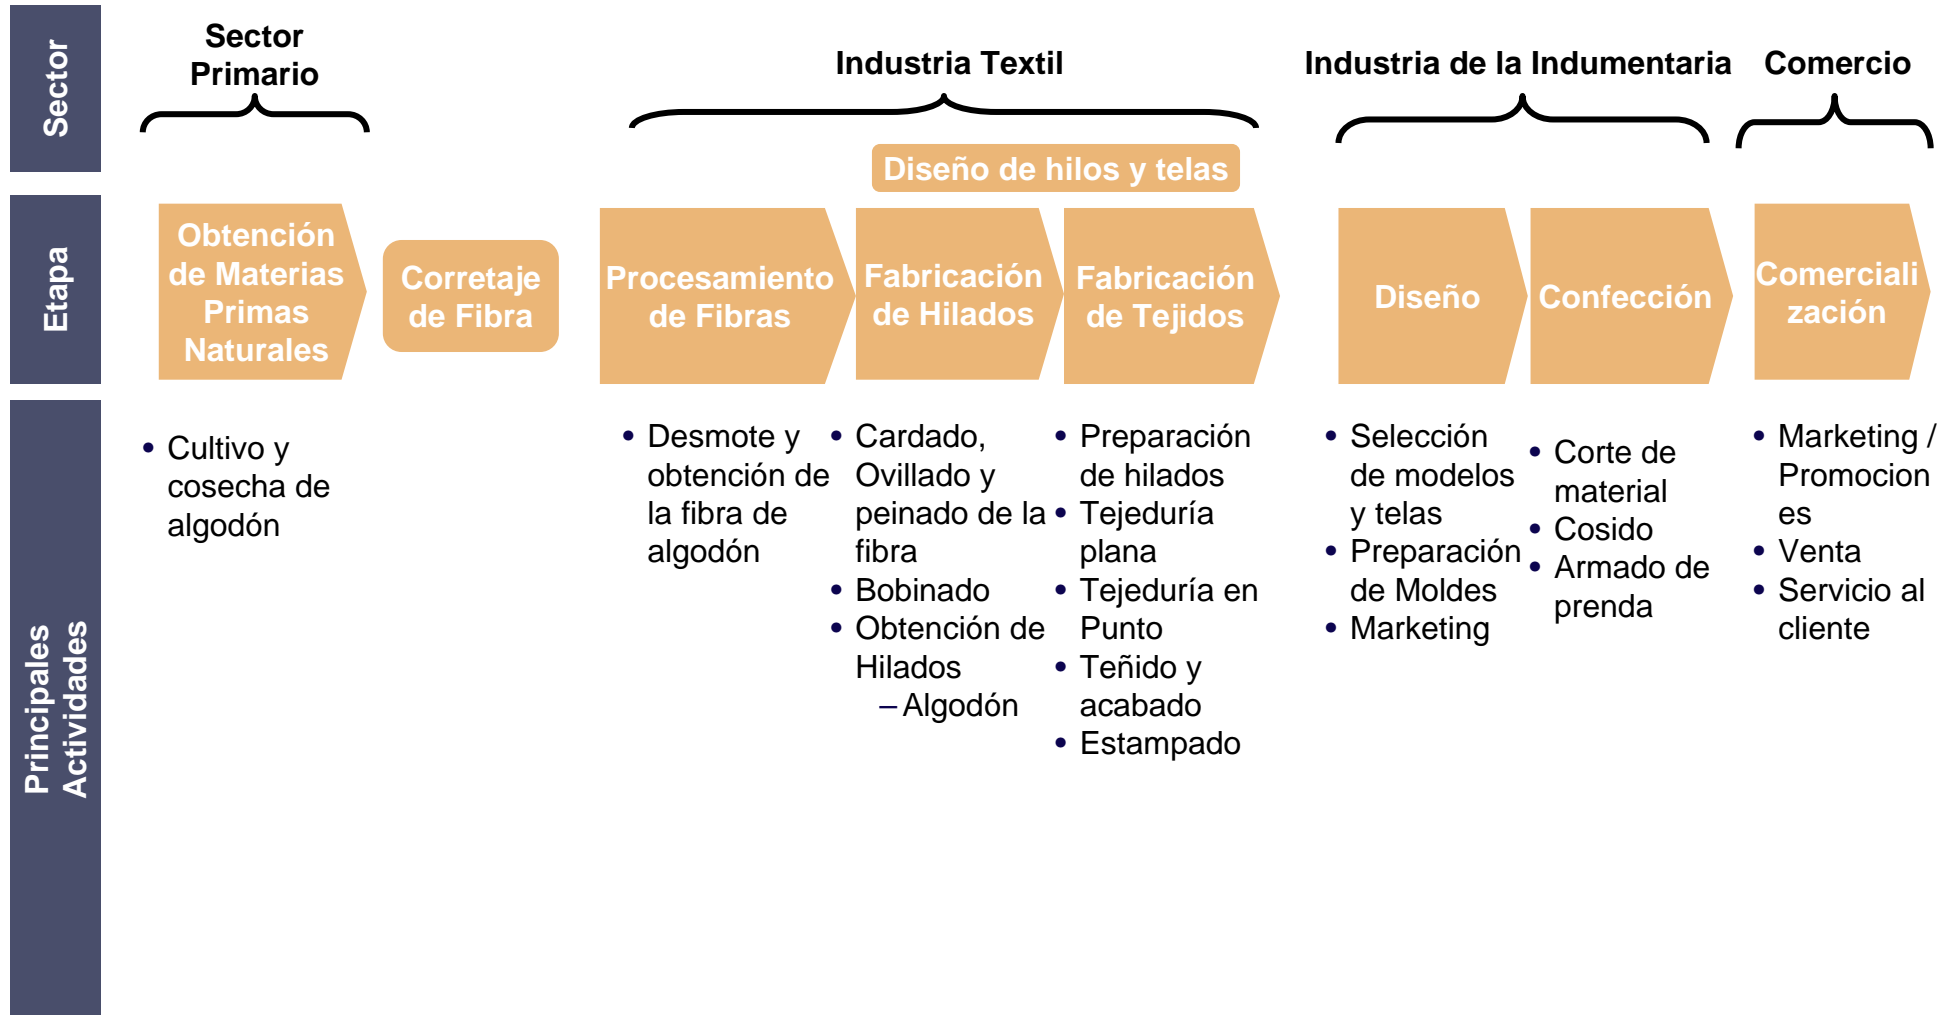 Sector
Sector
Primario
Industria Textil
Industria de la Indumentaria
Comercio
Diseño de hilos y telas
Etapa
Obtención
de Materias
Primas
Naturales
Corretaje
de Fibra
Procesamiento
de Fibras
Fabricación
de Hilados
Fabricación
de Tejidos
Diseño
Confección
Comerciali
zación
Principales
Actividades
• Cultivo y
cosecha de
algodón
• Desmote y
obtención de
la fibra de
algodón
• Cardado,
Ovillado y
peinado de la
fibra
• Bobinado
• Obtención de
Hilados
– Algodón
• Preparación
de hilados
• Tejeduría
plana
• Tejeduría en
Punto
• Teñido y
acabado
• Estampado
• Selección
de modelos
y telas
• Preparación
de Moldes
• Marketing
• Corte de
material
• Cosido
• Armado de
prenda
• Marketing /
Promocion
es
• Venta
• Servicio al
cliente